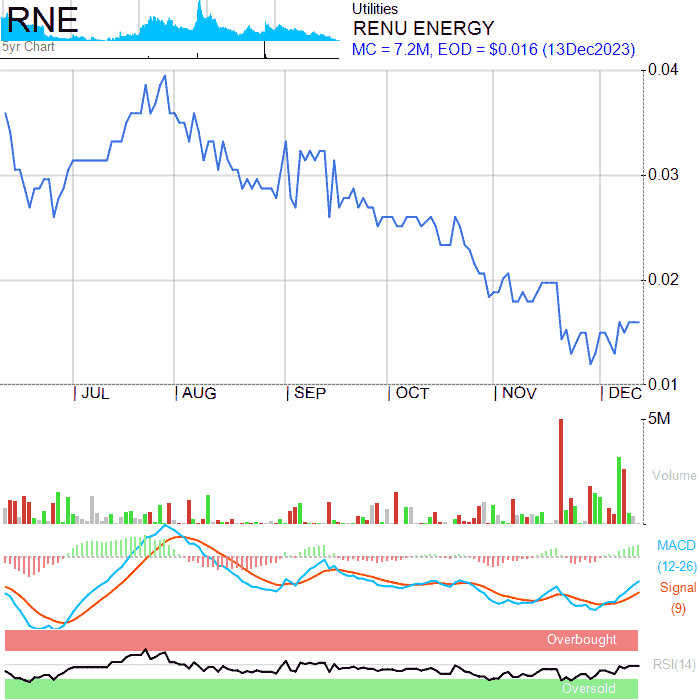 RNE
5yr Chart
Utilities
RENU ENERGY
MC = 7.2M, EOD = $0.016 (13Dec2023)
0.04
0.03
0.02
0.01
| JUL | AUG | SEP | OCT | NOV | DEC
5M
Volume
MACD
(12-26)
Signal
(9)
Overbought
RSI(14)
Oversold